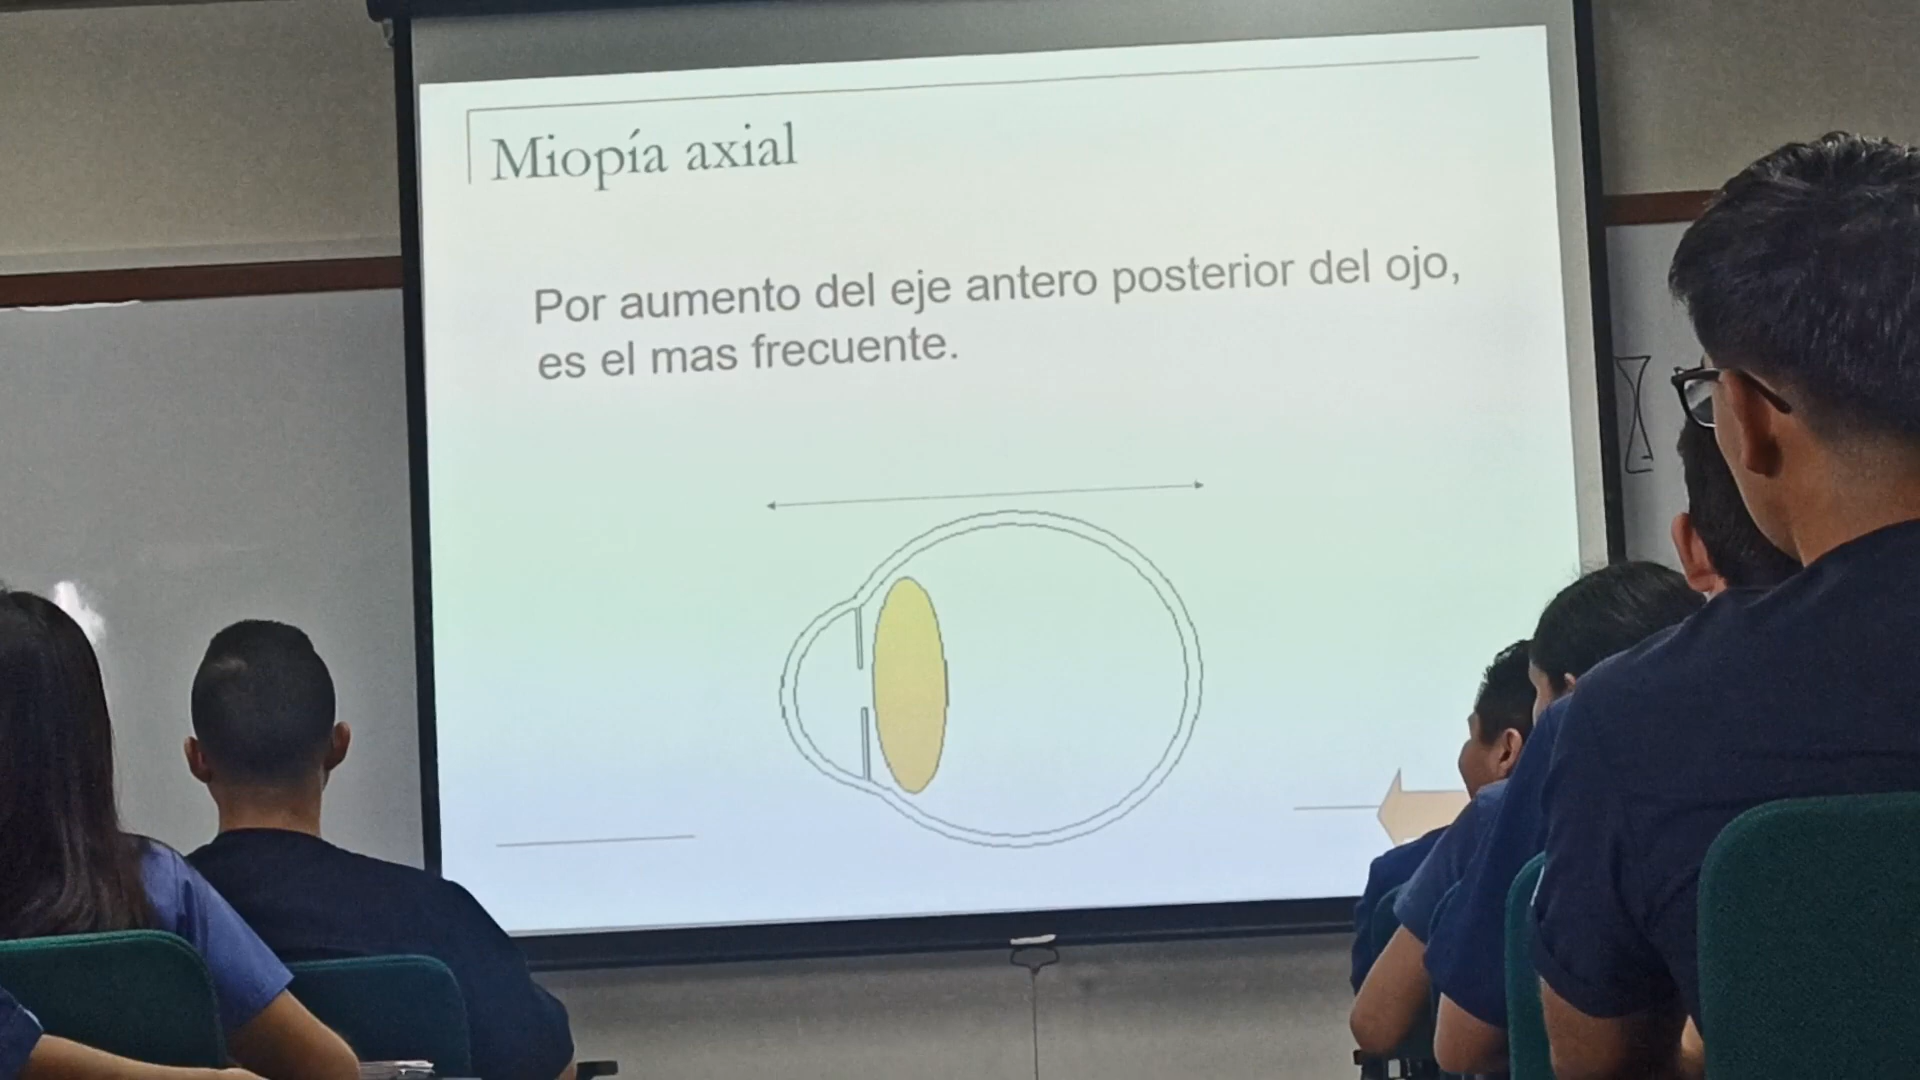 Miopía axial
Por aumento del eje antero posterior del ojo,
es el mas frecuente.